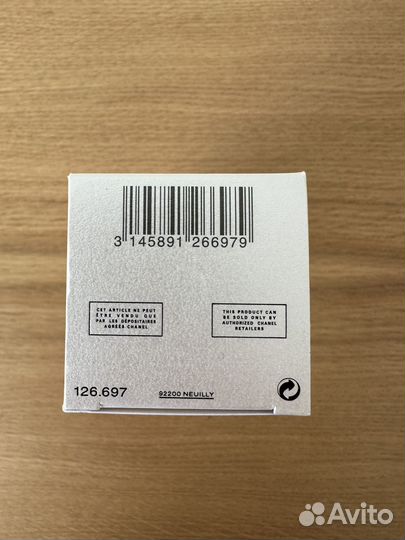 3 145891 266979
CET ARTICLE NE PEUT
ÊTRE VENDU QUE
PAR LES DÉPOSITAIRES
AGRÉÉS CHANEL
THIS PRODUCT CAN
BE SOLD ONLY BY
AUTHORIZED CHANEL
RETAILERS
126.697
92200 NEUILLY
Avito